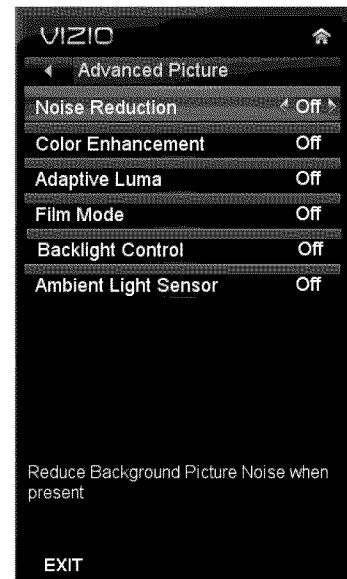 VIZIO
Advanced Picture
Noise Reduction Off
Color Enhancement Off
Adaptive Luma Off
Film Mode Off
Backlight Control Off
Ambient Light Sensor Off
Reduce Background Picture Noise when
present
EXIT